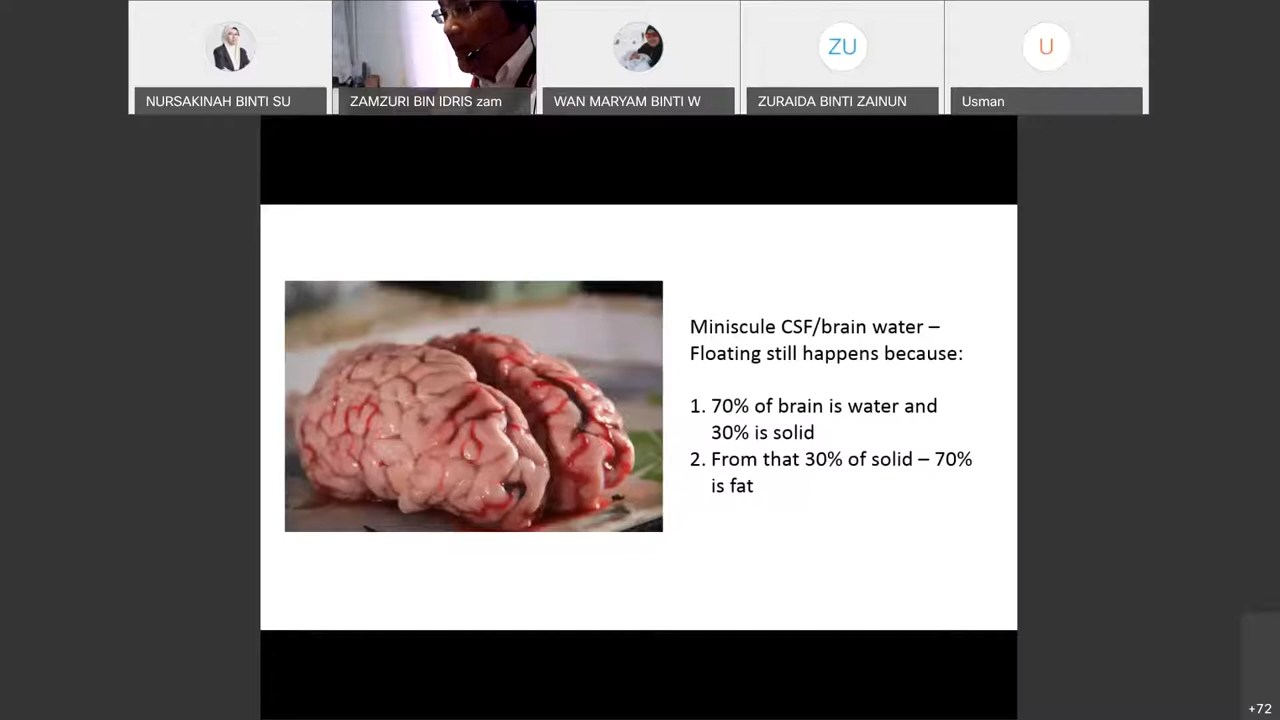 NURSAKINAH BINTI SU
ZAMZURI BIN IDRIS zam
WAN MARYAM BINTI W
ZU
ZURAIDA BINTI ZAINUN
U
Usman
Miniscule CSF/brain water –
Floating still happens because:
1. 70% of brain is water and
30% is solid
2. From that 30% of solid – 70%
is fat
+72